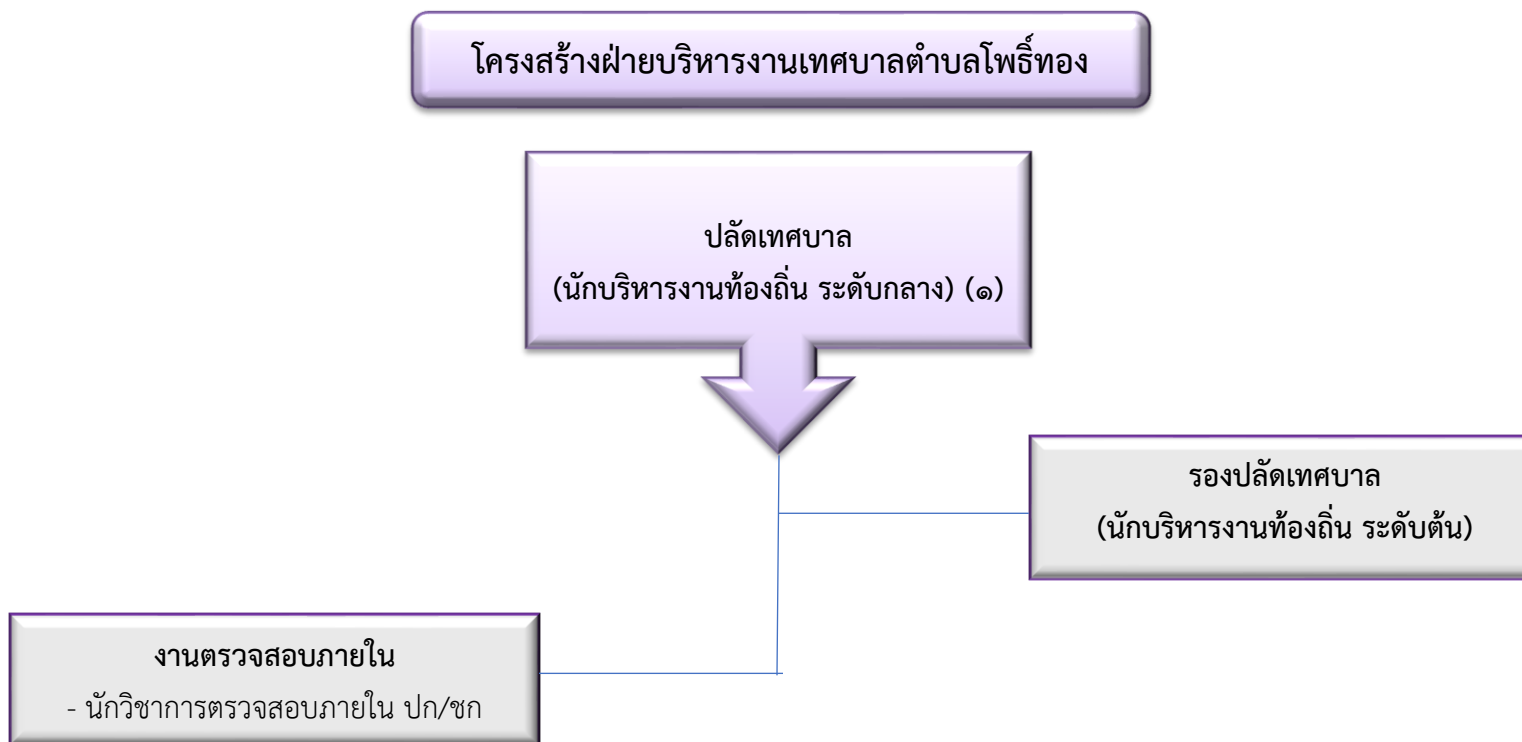 โครงสร้างฝ่ายบริหารงานเทศบาลตำบลโพธิ์ทอง
ปลัดเทศบาล
(นักบริหารงานท้องถิ่น ระดับกลาง) (๑)
รองปลัดเทศบาล
(นักบริหารงานท้องถิ่น ระดับต้น)
งานตรวจสอบภายใน
- นักวิชาการตรวจสอบภายใน ปก/ชก